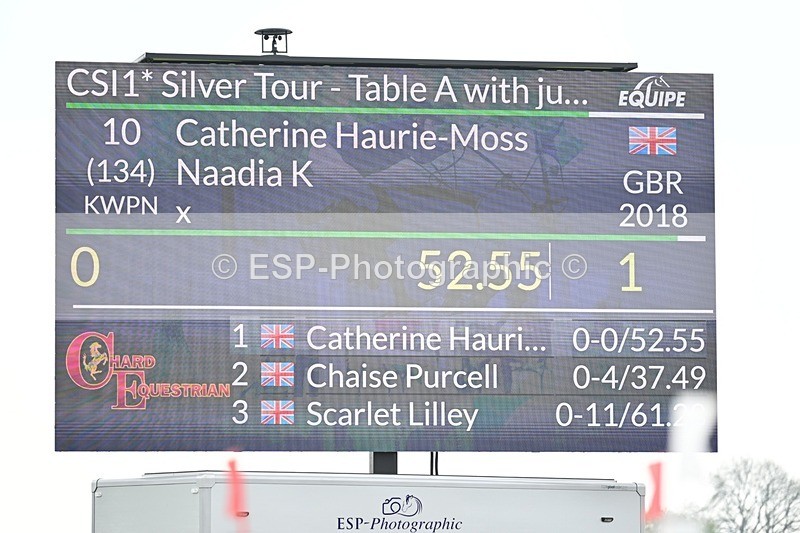 CSI1* Silver Tour - Table A with ju...
EQUIPE
10 Catherine Haurie-Moss
(134) Naadia K GBR
KWPN x 2018
0 52.55 1
© ESP-Photographic ©
1 Catherine Hauri... 0-0/52.55
2 Chaise Purcell 0-4/37.49
3 Scarlet Lilley
CHARD
EQUESTRIAN
ESP-Photographic